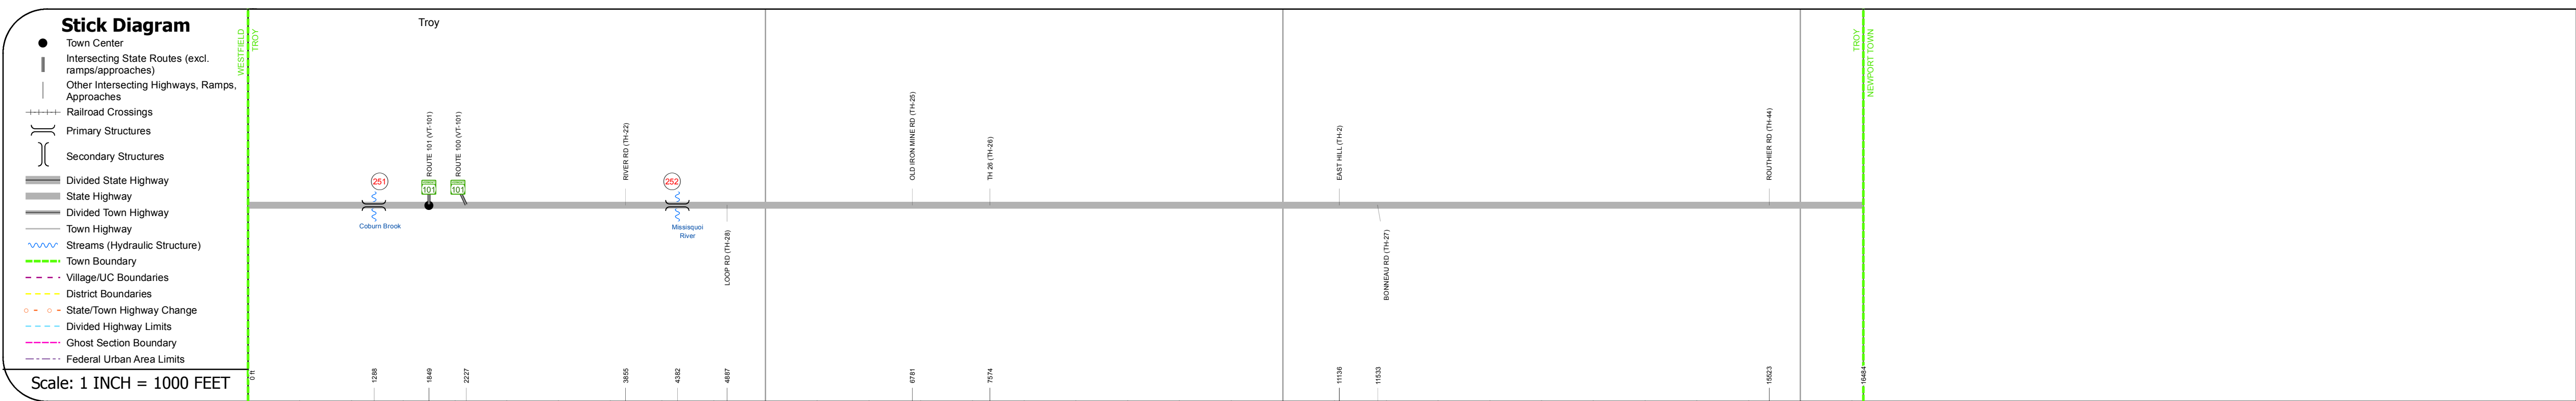 Stick Diagram
Town Center
Intersecting State Routes (excl.
ramps/approaches)
Other Intersecting Highways, Ramps,
Approaches
Railroad Crossings
Primary Structures
Secondary Structures
Divided State Highway
State Highway
Divided Town Highway
Town Highway
Streams (Hydraulic Structure)
Town Boundary
Village/UC Boundaries
District Boundaries
State/Town Highway Change
Divided Highway Limits
Ghost Section Boundary
Federal Urban Area Limits
Scale: 1 INCH = 1000 FEET
WESTFIELD
TROY
Troy
251
Coburn Brook
ROUTE 101 (VT-101)
101
ROUTE 100 (VT-101)
101
RIVER RD (TH-22)
252
Missisquoi
River
LOOP RD (TH-28)
OLD IRON MINE RD (TH-25)
TH 26 (TH-26)
EAST HILL (TH-2)
BONNEAU RD (TH-27)
ROUTHIER RD (TH-44)
TROY
NEWPORT TOWN
0 ft
1288
1849
2227
3855
4382
4887
6781
7574
11136
11533
15523
16484